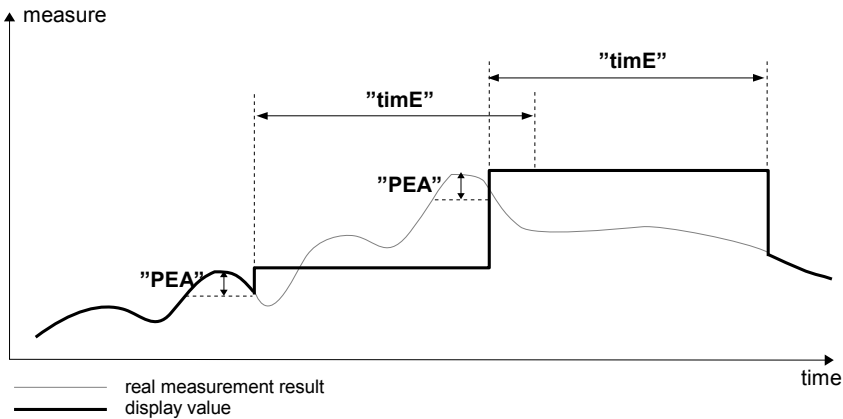 measure
”timE”
”timE”
”PEA”
”PEA”
time
real measurement result
display value